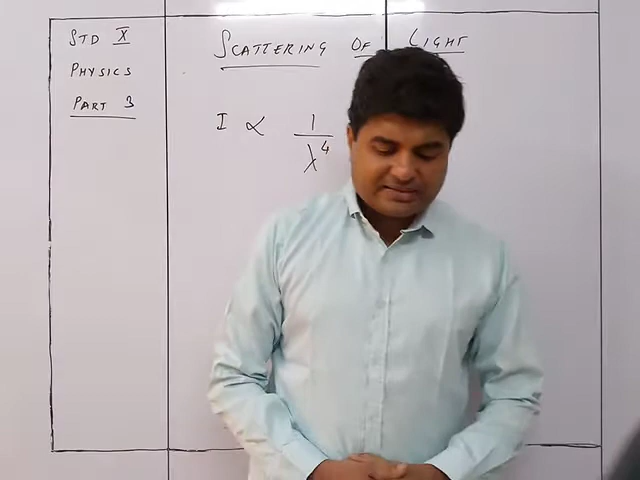 STD X
PHYSICS
PART 3
SCATTERING OF LIGHT
I ∝ 1/λ⁴